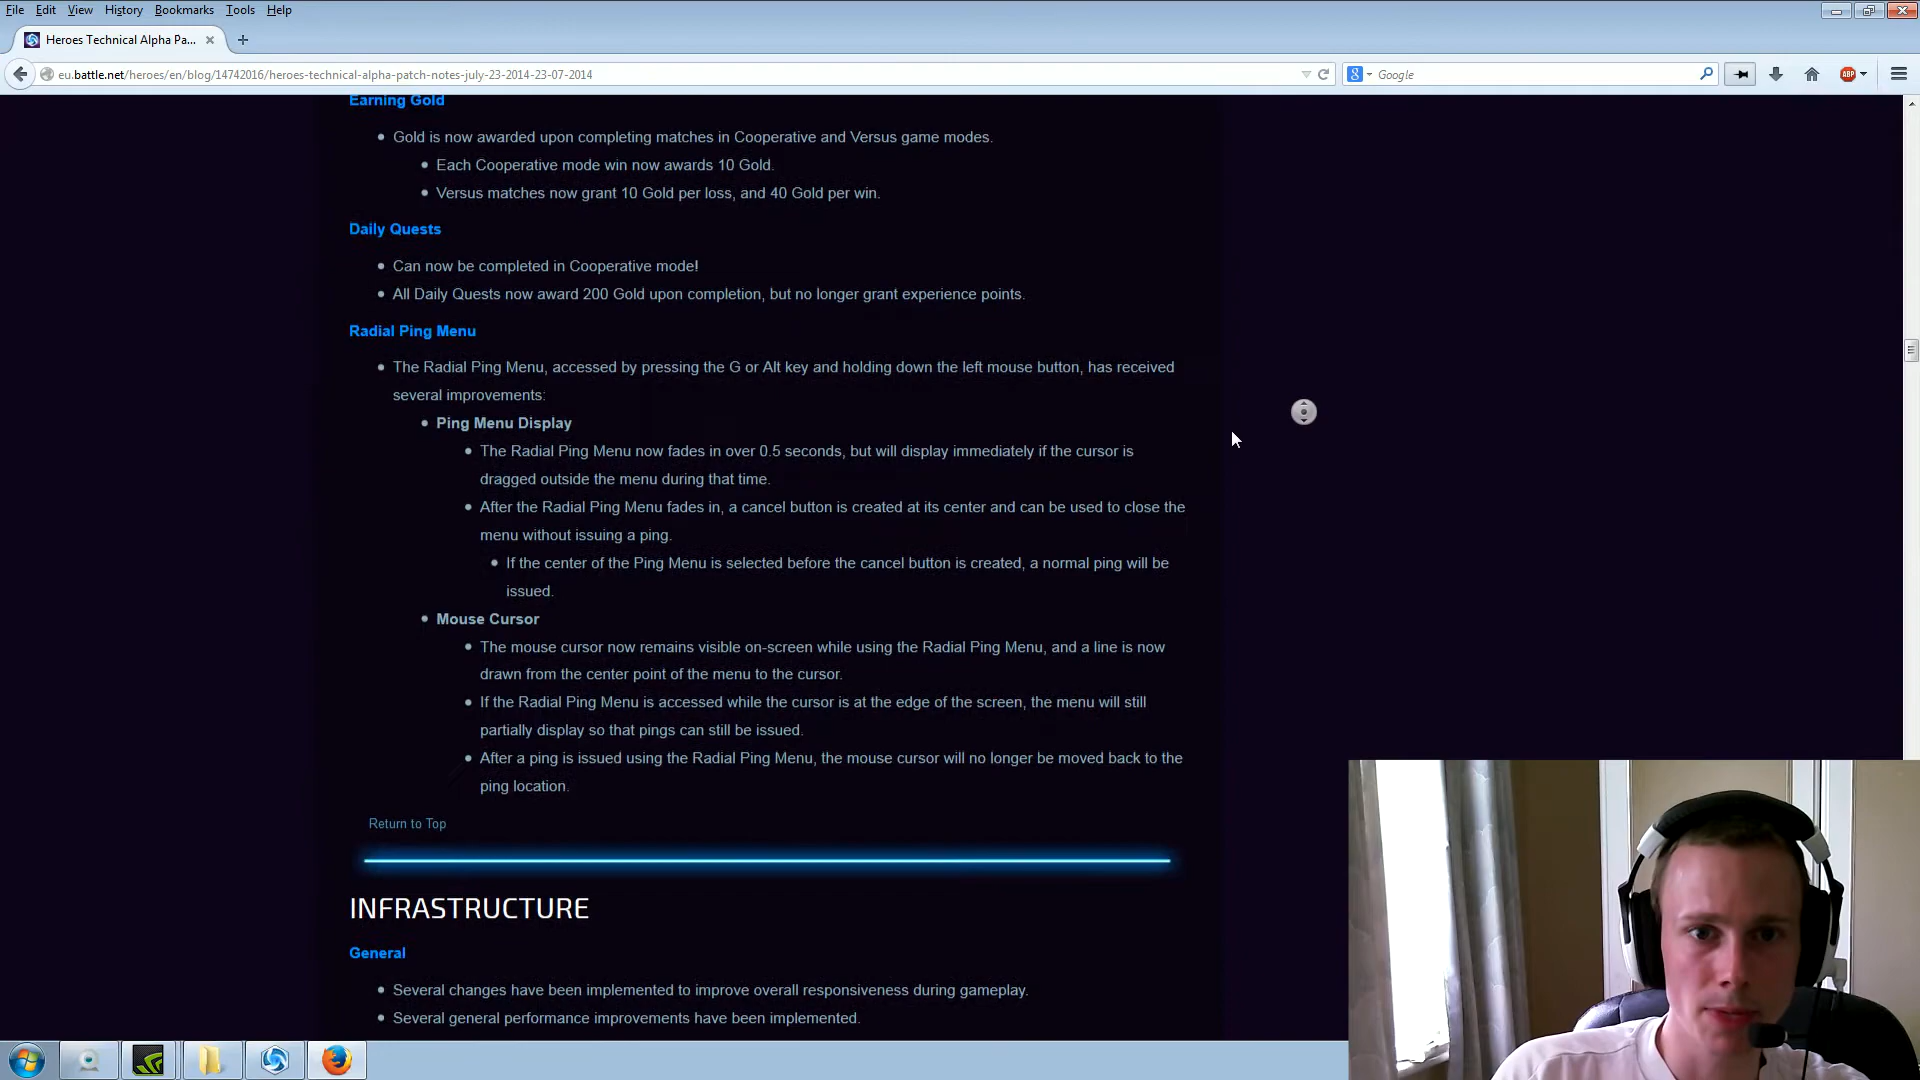 File Edit View History Bookmarks Tools Help
Heroes Technical Alpha Pa...
eu.battle.net/heroes/en/blog/14742016/heroes-technical-alpha-patch-notes-july-23-2014-23-07-2014
Google
ABP
Earning Gold
Gold is now awarded upon completing matches in Cooperative and Versus game modes.
Each Cooperative mode win now awards 10 Gold.
Versus matches now grant 10 Gold per loss, and 40 Gold per win.
Daily Quests
Can now be completed in Cooperative mode!
All Daily Quests now award 200 Gold upon completion, but no longer grant experience points.
Radial Ping Menu
The Radial Ping Menu, accessed by pressing the G or Alt key and holding down the left mouse button, has received
several improvements:
Ping Menu Display
The Radial Ping Menu now fades in over 0.5 seconds, but will display immediately if the cursor is
dragged outside the menu during that time.
After the Radial Ping Menu fades in, a cancel button is created at its center and can be used to close the
menu without issuing a ping.
If the center of the Ping Menu is selected before the cancel button is created, a normal ping will be
issued.
Mouse Cursor
The mouse cursor now remains visible on-screen while using the Radial Ping Menu, and a line is now
drawn from the center point of the menu to the cursor.
If the Radial Ping Menu is accessed while the cursor is at the edge of the screen, the menu will still
partially display so that pings can still be issued.
After a ping is issued using the Radial Ping Menu, the mouse cursor will no longer be moved back to the
ping location.
Return to Top
INFRASTRUCTURE
General
Several changes have been implemented to improve overall responsiveness during gameplay.
Several general performance improvements have been implemented.